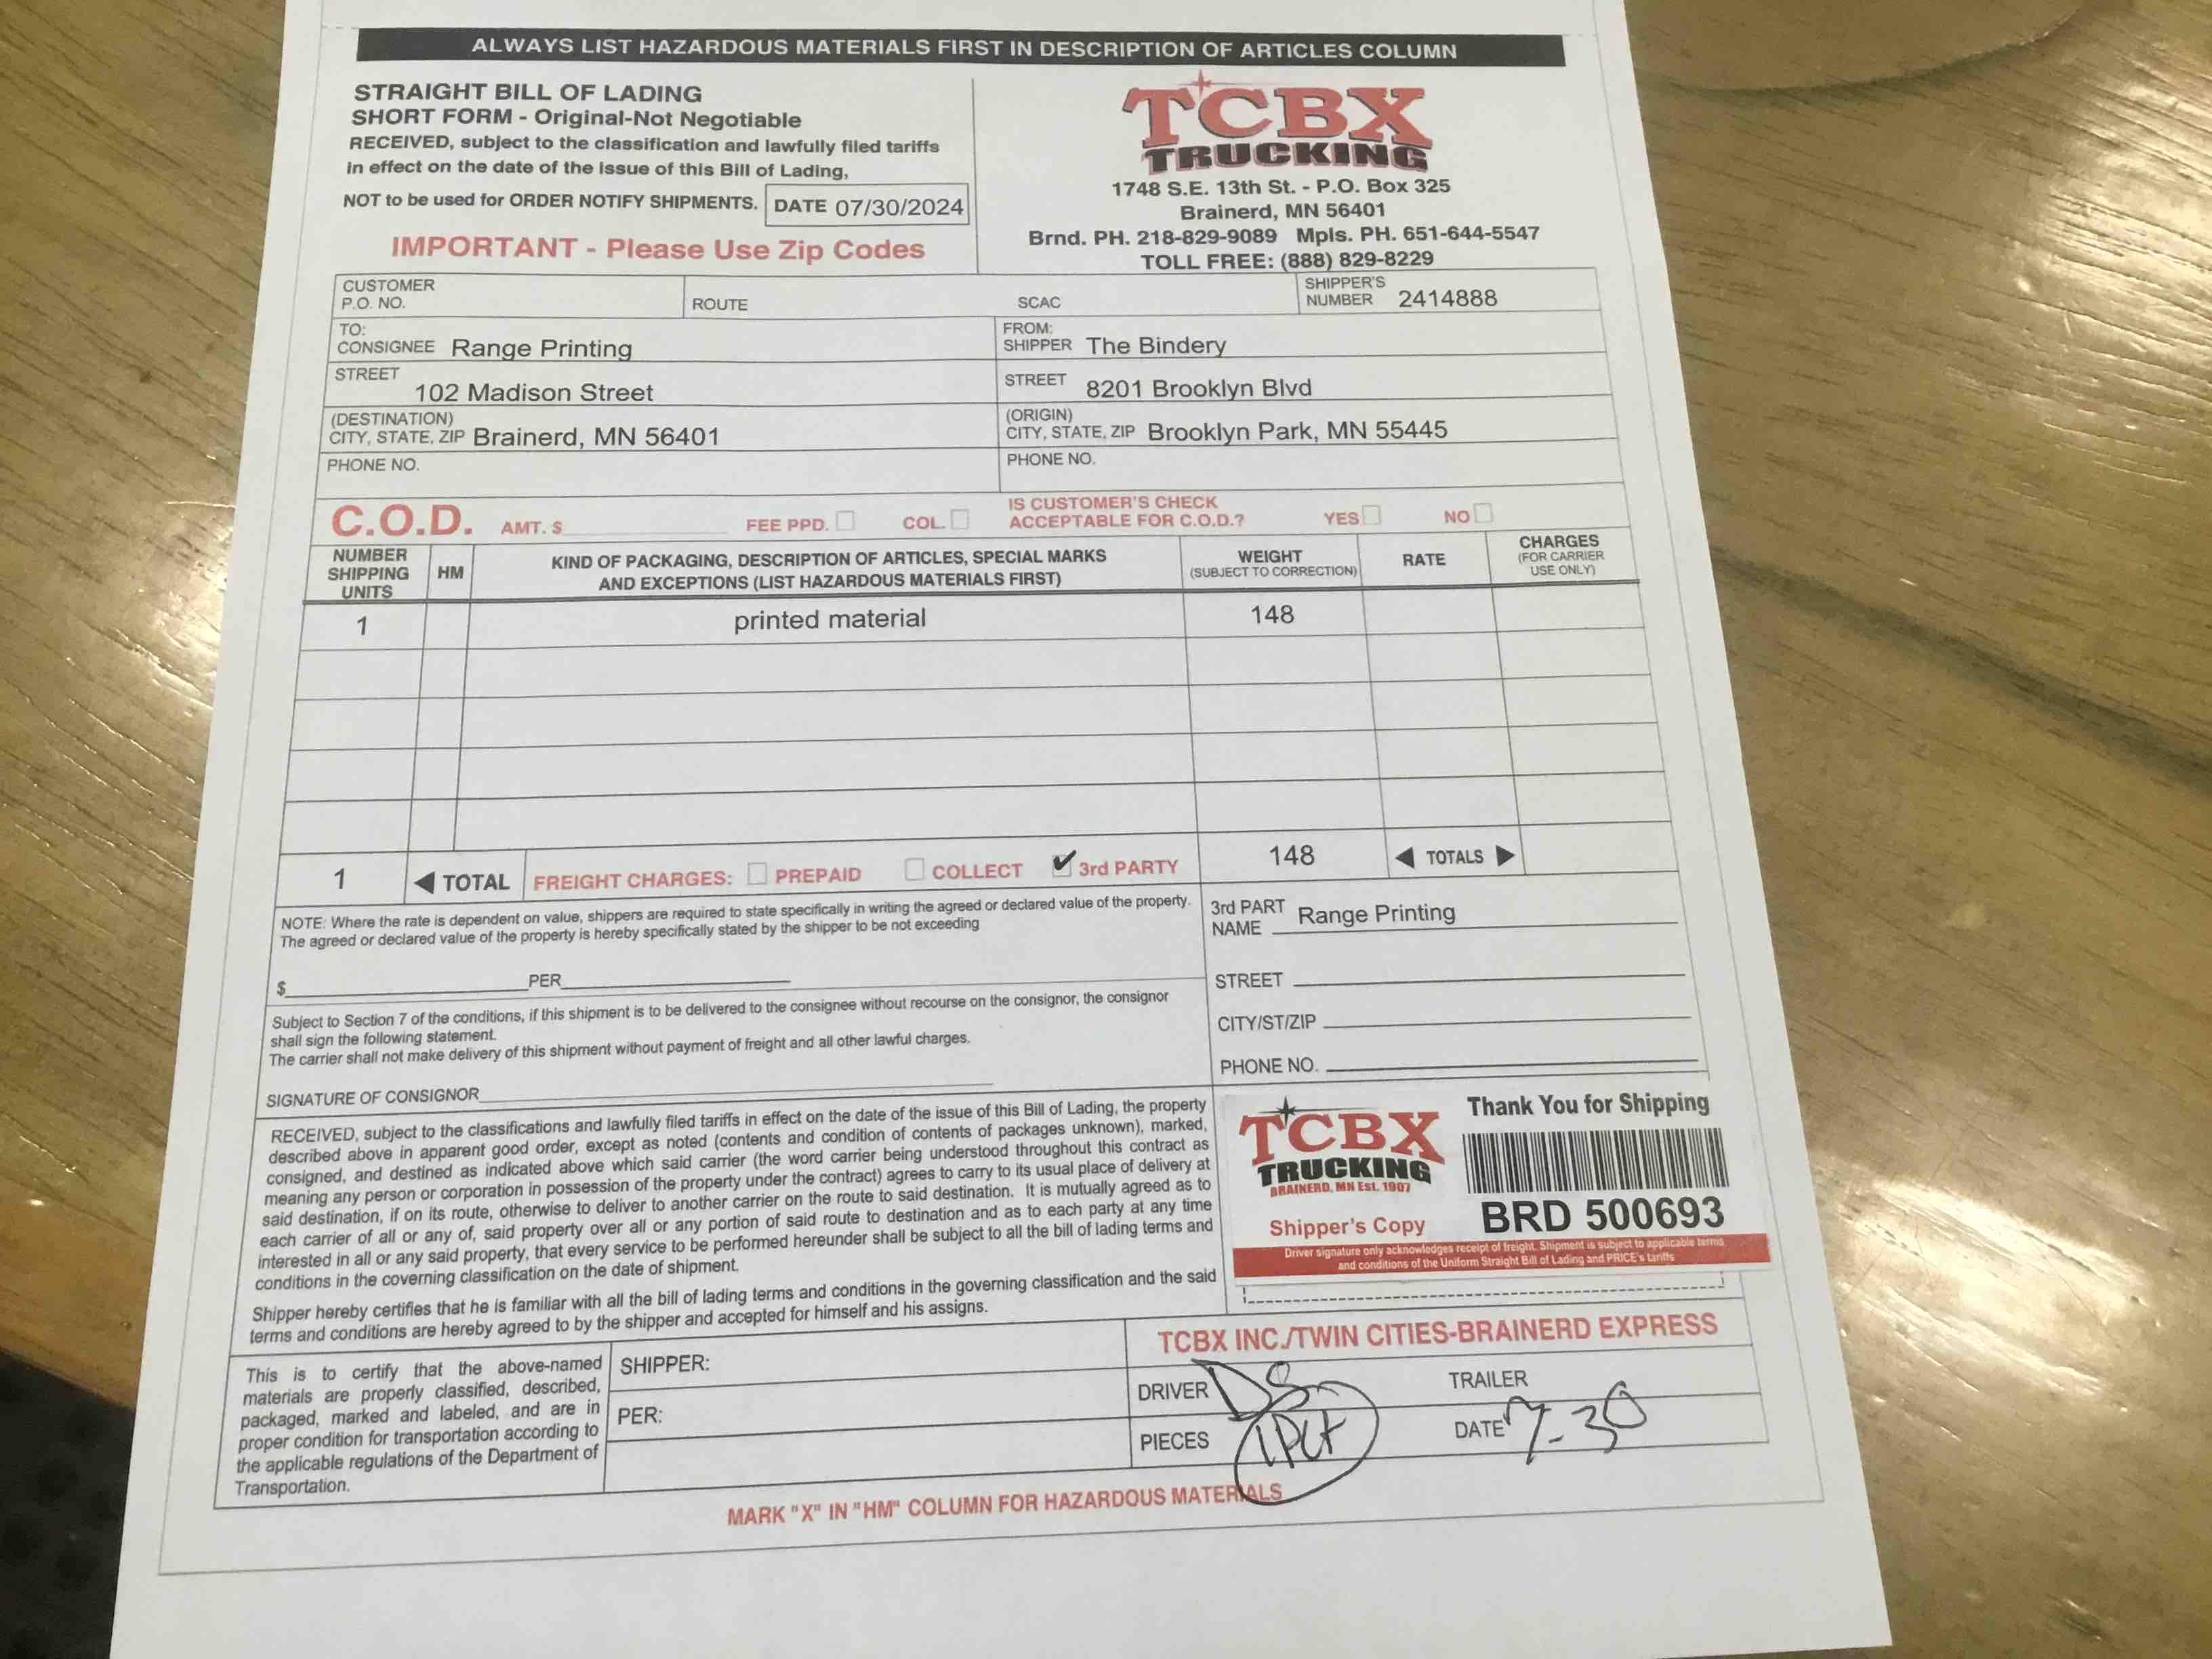 ALWAYS LIST HAZARDOUS MATERIALS FIRST IN DESCRIPTION OF ARTICLES COLUMN
STRAIGHT BILL OF LADING
SHORT FORM - Original-Not Negotiable
RECEIVED, subject to the classification and lawfully filed tariffs
in effect on the date of the issue of this Bill of Lading,
NOT to be used for ORDER NOTIFY SHIPMENTS. DATE 07/30/2024
IMPORTANT - Please Use Zip Codes
TCBX
TRUCKING
1748 S.E. 13th St. - P.O. Box 325
Brainerd, MN 56401
Brnd. PH. 218-829-9089 Mpls. PH. 651-644-5547
TOLL FREE: (888) 829-8229
CUSTOMER
P.O. NO.
ROUTE
SCAC
SHIPPER'S
NUMBER 2414888
TO:
CONSIGNEE Range Printing
STREET
102 Madison Street
(DESTINATION)
CITY, STATE, ZIP Brainerd, MN 56401
PHONE NO.
FROM:
SHIPPER The Bindery
STREET 8201 Brooklyn Blvd
(ORIGIN)
CITY, STATE, ZIP Brooklyn Park, MN 55445
PHONE NO.
C.O.D. AMT. $ FEE PPD. COL.
IS CUSTOMER'S CHECK
ACCEPTABLE FOR C.O.D.? YES NO
NUMBER
SHIPPING
UNITS
HM
KIND OF PACKAGING, DESCRIPTION OF ARTICLES, SPECIAL MARKS
AND EXCEPTIONS (LIST HAZARDOUS MATERIALS FIRST)
WEIGHT
(SUBJECT TO CORRECTION)
RATE
CHARGES
(FOR CARRIER
USE ONLY)
1 printed material 148
1 ◀ TOTAL FREIGHT CHARGES: PREPAID COLLECT ✔ 3rd PARTY 148 ◀ TOTALS ▶
NOTE: Where the rate is dependent on value, shippers are required to state specifically in writing the agreed or declared value of the property.
The agreed or declared value of the property is hereby specifically stated by the shipper to be not exceeding
$ PER
Subject to Section 7 of the conditions, if this shipment is to be delivered to the consignee without recourse on the consignor, the consignor
shall sign the following statement.
The carrier shall not make delivery of this shipment without payment of freight and all other lawful charges.
SIGNATURE OF CONSIGNOR
3rd PART
NAME Range Printing
STREET
CITY/ST/ZIP
PHONE NO.
RECEIVED, subject to the classifications and lawfully filed tariffs in effect on the date of the issue of this Bill of Lading, the property
described above in apparent good order, except as noted (contents and condition of contents of packages unknown), marked,
consigned, and destined as indicated above which said carrier (the word carrier being understood throughout this contract as
meaning any person or corporation in possession of the property under the contract) agrees to carry to its usual place of delivery at
said destination, if on its route, otherwise to deliver to another carrier on the route to said destination. It is mutually agreed as to
each carrier of all or any of, said property over all or any portion of said route to destination and as to each party at any time
interested in all or any said property, that every service to be performed hereunder shall be subject to all the bill of lading terms and
conditions in the coverning classification on the date of shipment.
Shipper hereby certifies that he is familiar with all the bill of lading terms and conditions in the governing classification and the said
terms and conditions are hereby agreed to by the shipper and accepted for himself and his assigns.
TCBX
TRUCKING
BRAINERD, MN Est. 1907
Shipper's Copy
Thank You for Shipping
BRD 500693
Driver signature only acknowledges receipt of freight. Shipment is subject to applicable terms
and conditions of the Uniform Straight Bill of Lading and PRICE's tariffs
This is to certify that the above-named
materials are properly classified, described,
packaged, marked and labeled, and are in
proper condition for transportation according to
the applicable regulations of the Department of
Transportation.
SHIPPER:
PER:
TCBX INC./TWIN CITIES-BRAINERD EXPRESS
DRIVER
TRAILER
PIECES
DATE 7-30
MARK "X" IN "HM" COLUMN FOR HAZARDOUS MATERIALS